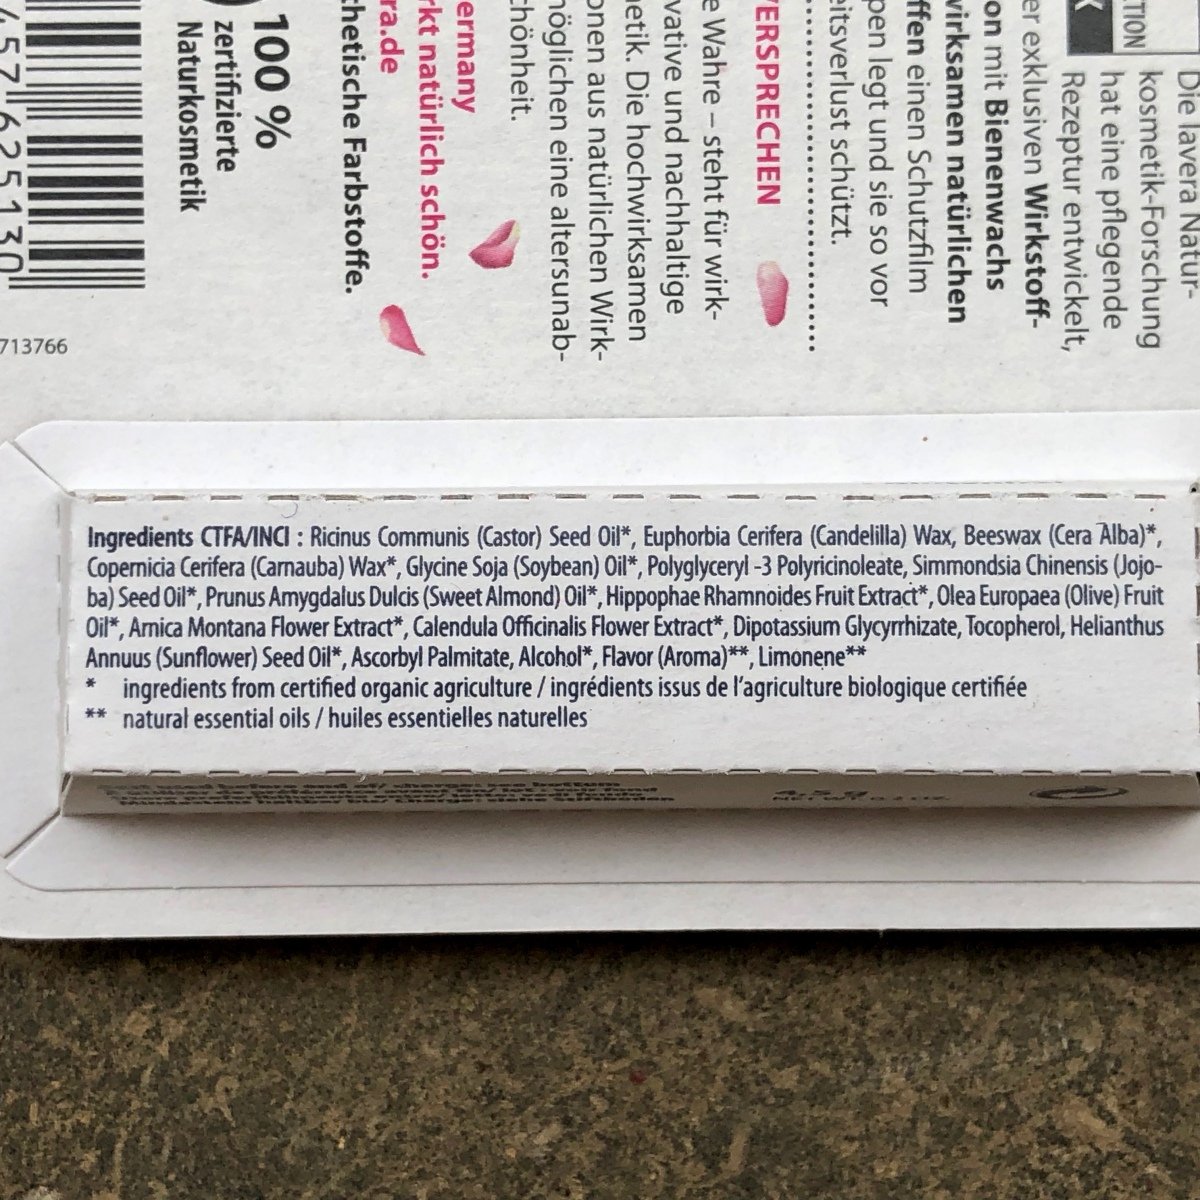 Die lavera Natur-
kosmetik-Forschung
hat eine pflegende
Rezeptur entwickelt,
er exklusiven Wirkstoff-
on mit Bienenwachs
wirksamen natürlichen
ffen einen Schutzfilm
pen legt und sie so vor
eitsverlust schützt.
VERSPRECHEN
e Wahre – steht für wirk-
vative und nachhaltige
etik. Die hochwirksamen
onen aus natürlichen Wirk-
möglichen eine altersunab-
chönheit.
ermany
rkt natürlich schön.
ra.de
chetische Farbstoffe.
100 %
zertifizierte
Naturkosmetik
457"625130
713766
Ingredients CTFA/INCI : Ricinus Communis (Castor) Seed Oil*, Euphorbia Cerifera (Candelilla) Wax, Beeswax (Cera Alba)*,
Copernicia Cerifera (Carnauba) Wax*, Glycine Soja (Soybean) Oil*, Polyglyceryl -3 Polyricinoleate, Simmondsia Chinensis (Jojo-
ba) Seed Oil*, Prunus Amygdalus Dulcis (Sweet Almond) Oil*, Hippophae Rhamnoides Fruit Extract*, Olea Europaea (Olive) Fruit
Oil*, Arnica Montana Flower Extract*, Calendula Officinalis Flower Extract*, Dipotassium Glycyrrhizate, Tocopherol, Helianthus
Annuus (Sunflower) Seed Oil*, Ascorbyl Palmitate, Alcohol*, Flavor (Aroma)**, Limonene**
* ingredients from certified organic agriculture / ingrédients issus de l'agriculture biologique certifiée
** natural essential oils / huiles essentielles naturelles
4,5 g